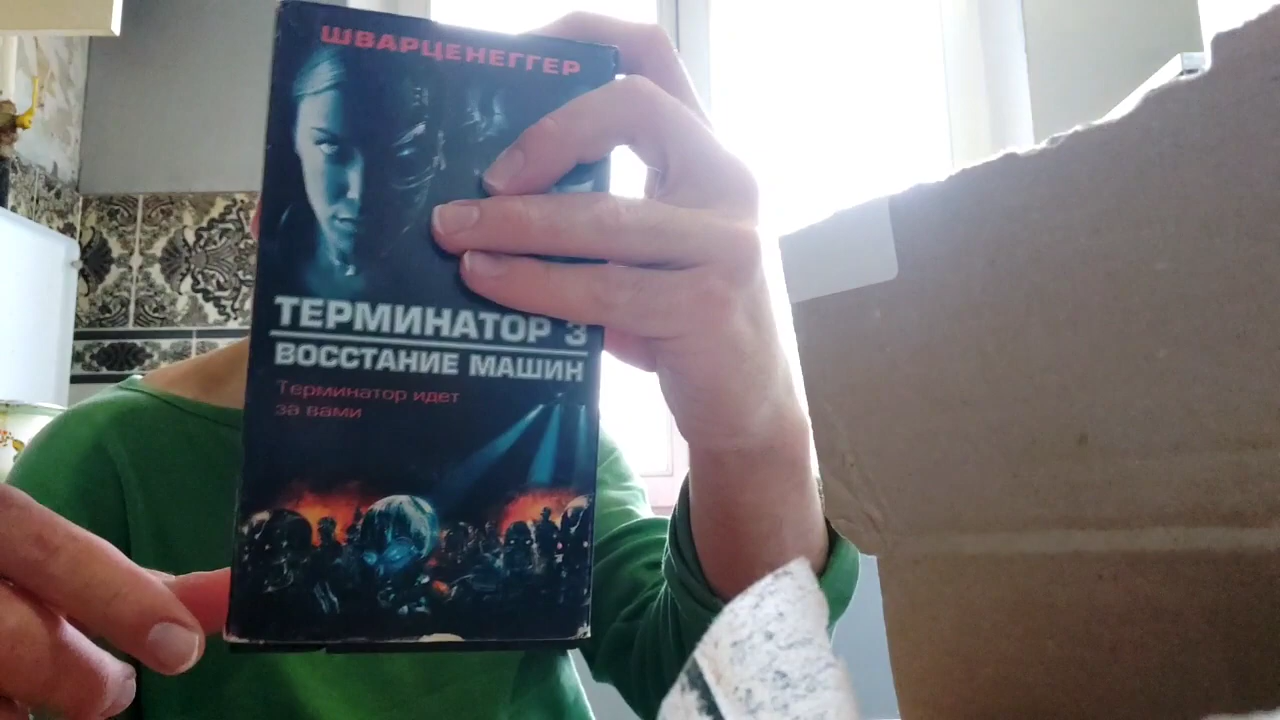 ШВАРЦЕНЕГГЕР
ТЕРМИНАТОР 3
ВОССТАНИЕ МАШИН
Терминатор идет
за вами